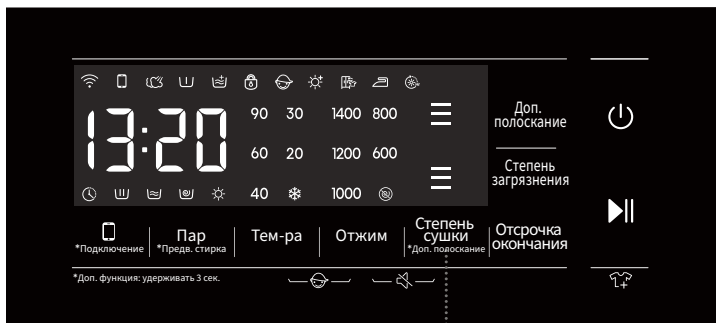 13:20
90 30 1400 800
60 20 1200 600
40 1000
Доп.
полоскание
Степень
загрязнения
*Подключение
Пар
*Предв. стирка
Тем-ра
Отжим
Степень
сушки
*Доп. полоскание
Отсрочка
окончания
*Доп. функция: удерживать 3 сек.